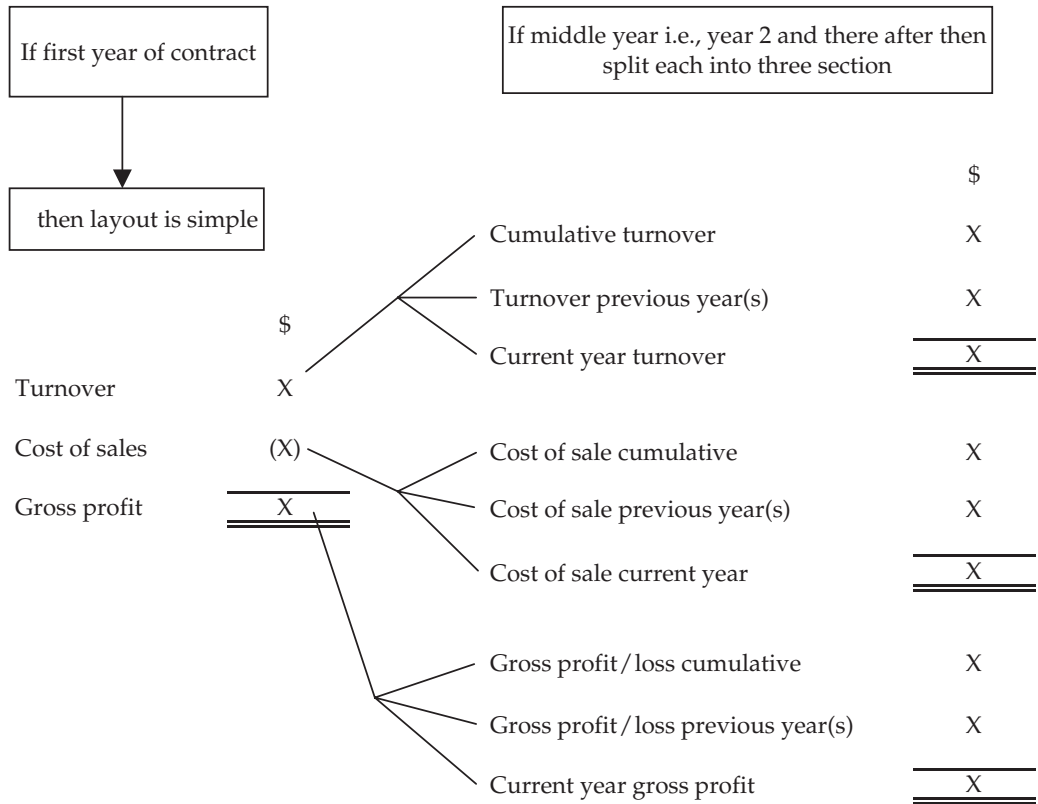 If first year of contract
then layout is simple
$
Turnover X
Cost of sales (X)
Gross profit X
If middle year i.e., year 2 and there after then
split each into three section
$
Cumulative turnover X
Turnover previous year(s) X
Current year turnover X
Cost of sale cumulative X
Cost of sale previous year(s) X
Cost of sale current year X
Gross profit/loss cumulative X
Gross profit/loss previous year(s) X
Current year gross profit X